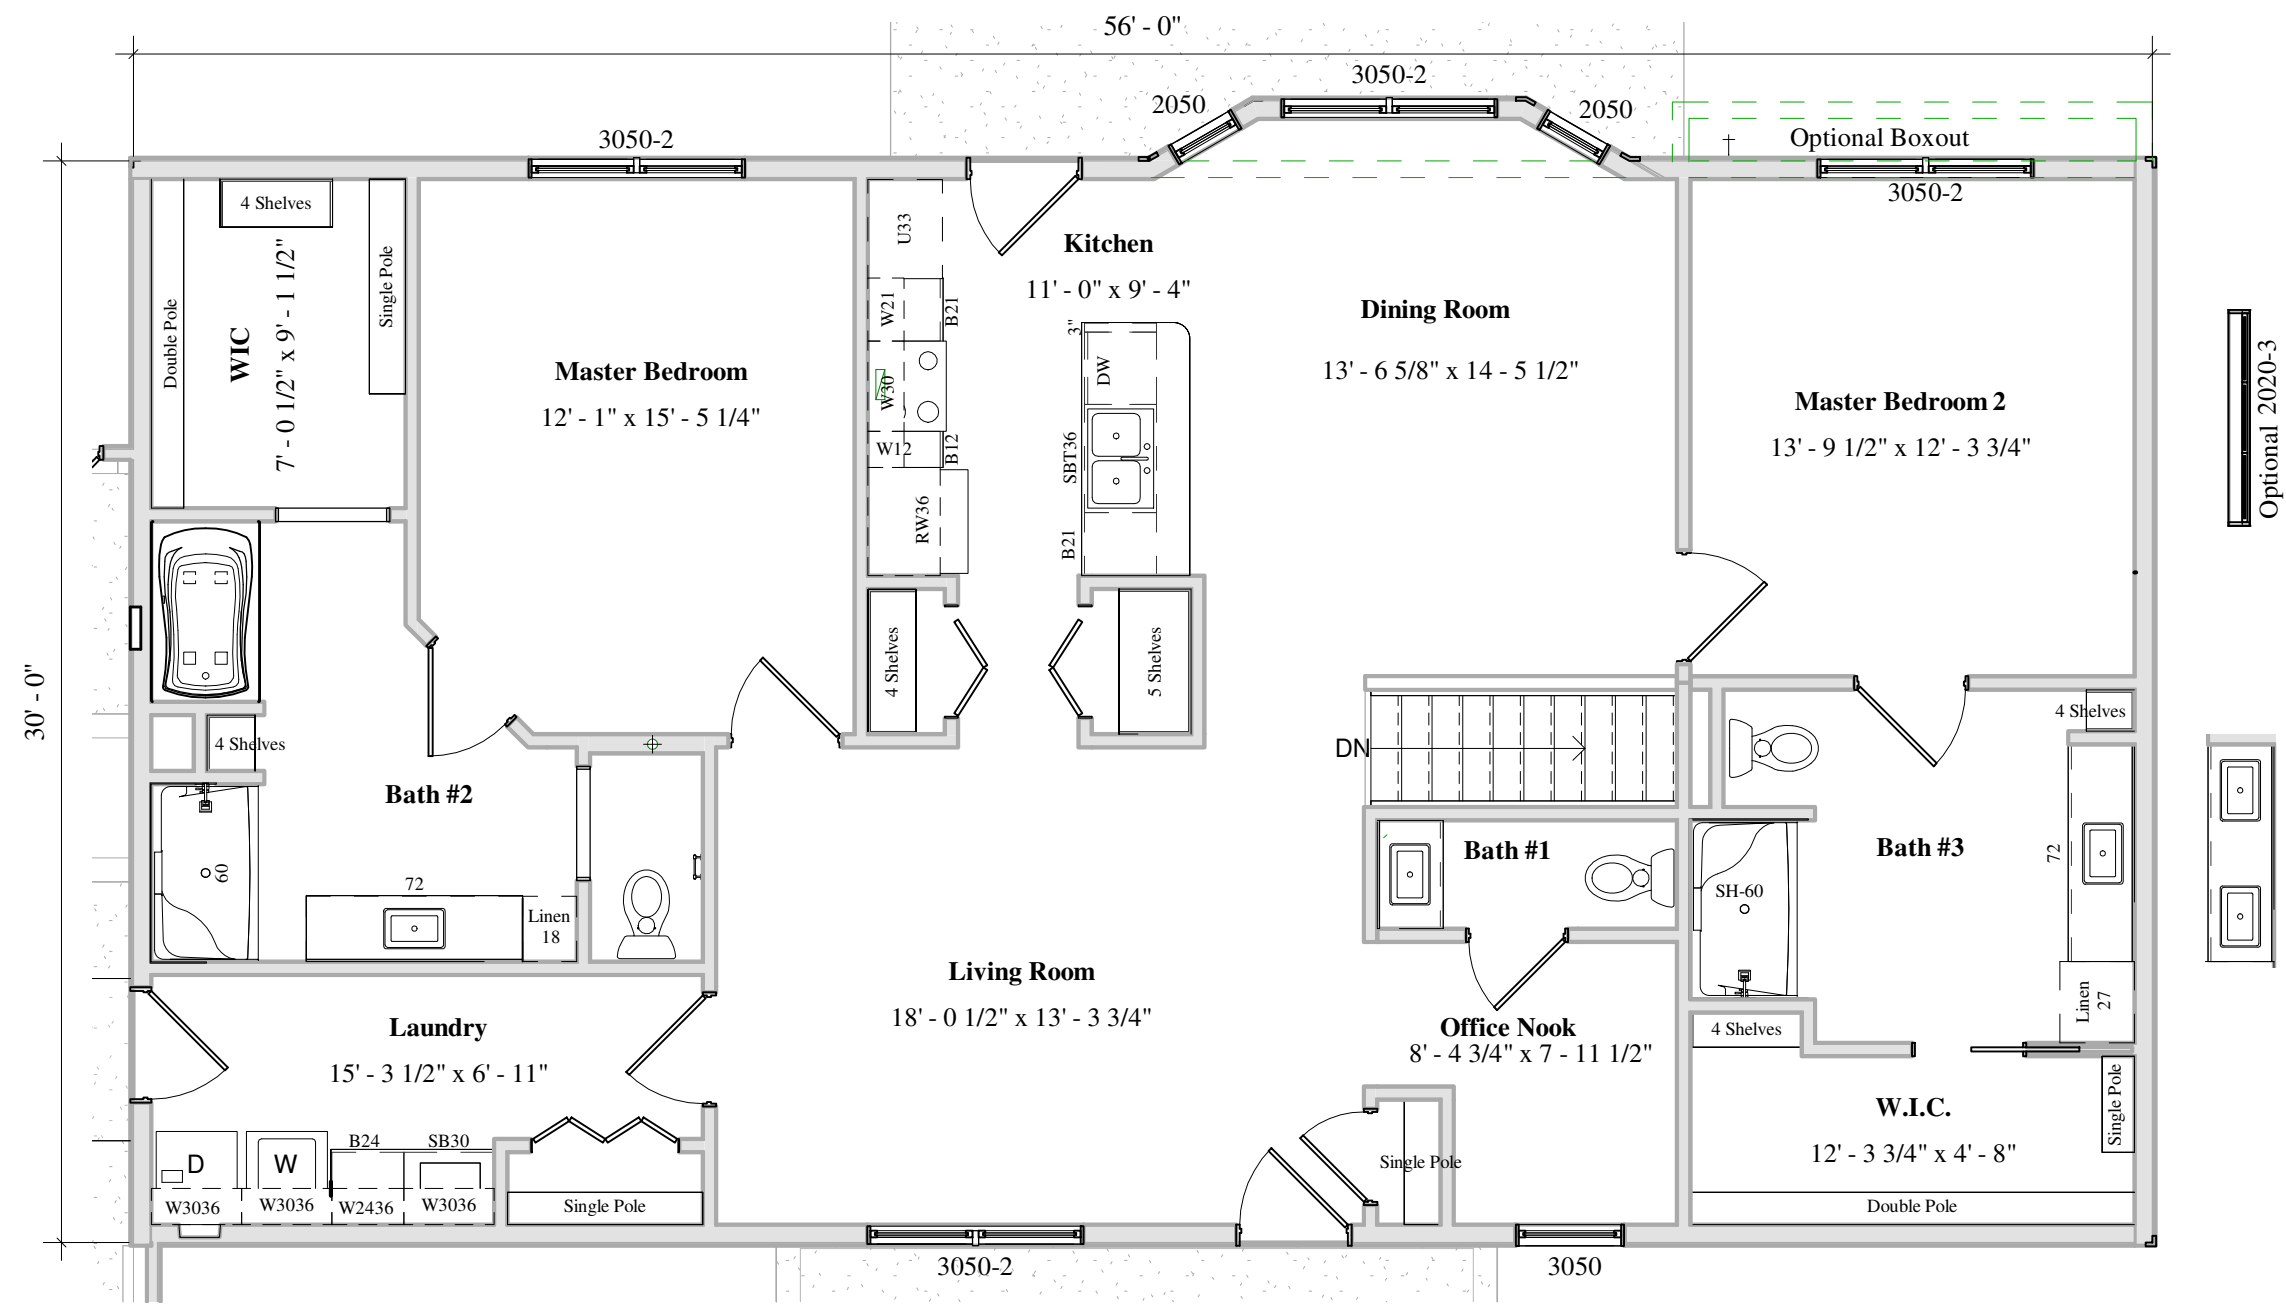 56' - 0"
3050-2
2050
2050
3050-2
Optional Boxout
3050-2
4 Shelves
Double Pole
WIC
7' - 0 1/2" x 9' - 1 1/2"
Single Pole
Master Bedroom
12' - 1" x 15' - 5 1/4"
U33
W21
B21
W30
W12
B12
RW36
Kitchen
11' - 0" x 9' - 4"
3"
DW
SBT36
B21
Dining Room
13' - 6 5/8" x 14 - 5 1/2"
Master Bedroom 2
13' - 9 1/2" x 12' - 3 3/4"
Optional 2020-3
30' - 0"
4 Shelves
5 Shelves
4 Shelves
DN
4 Shelves
Bath #2
60
72
Linen
18
Bath #1
Bath #3
SH-60
72
Linen
27
Living Room
18' - 0 1/2" x 13' - 3 3/4"
Office Nook
8' - 4 3/4" x 7 - 11 1/2"
4 Shelves
Laundry
15' - 3 1/2" x 6' - 11"
W.I.C.
12' - 3 3/4" x 4' - 8"
Single Pole
D
W
B24
SB30
W3036
W3036
W2436
W3036
Single Pole
Single Pole
Double Pole
3050-2
3050